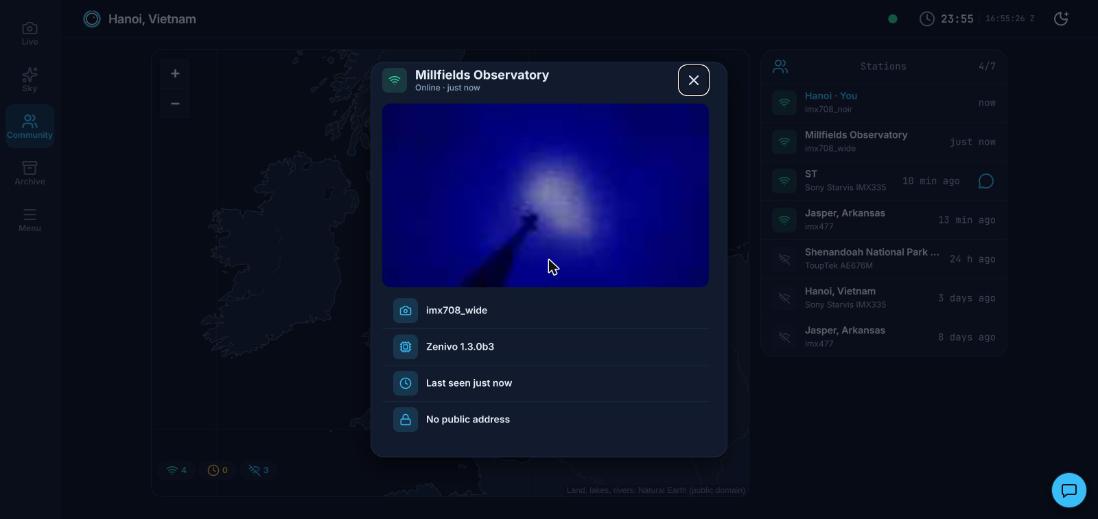 Hanoi, Vietnam
23:55
16:55:26 Z
Live
Sky
Community
Archive
Menu
+
−
4
0
3
Land, lakes, rivers: Natural Earth (public domain)
Millfields Observatory
Online · just now
imx708_wide
Zenivo 1.3.0b3
Last seen just now
No public address
Stations
4/7
Hanoi · You
imx708_noir
now
Millfields Observatory
imx708_wide
just now
ST
Sony Starvis IMX335
10 min ago
Jasper, Arkansas
imx477
13 min ago
Shenandoah National Park ...
ToupTek AE676M
24 h ago
Hanoi, Vietnam
Sony Starvis IMX335
3 days ago
Jasper, Arkansas
imx477
8 days ago